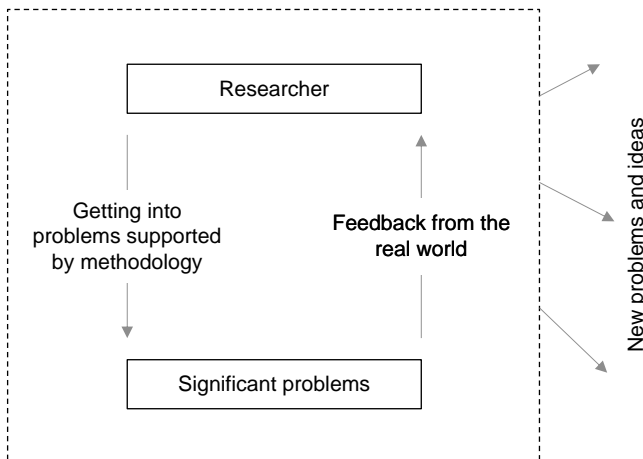 Researcher
Getting into
problems supported
by methodology
Feedback from the
real world
Significant problems
New problems and ideas